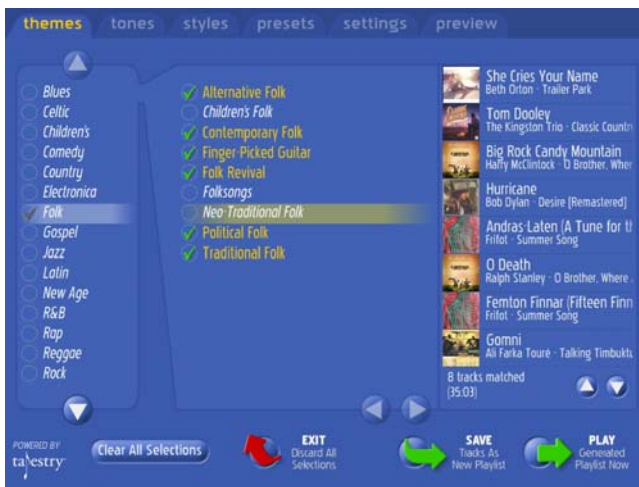 themes tones styles presets settings preview
Blues
Celtic
Children's
Comedy
Country
Electronica
Folk
Gospel
Jazz
Latin
New Age
R&B
Rap
Reggae
Rock
Alternative Folk
Children's Folk
Contemporary Folk
Finger-Picked Guitar
Folk Revival
Folksongs
Neo-Traditional Folk
Political Folk
Traditional Folk
She Cries Your Name
Beth Orton · Trailer Park
Tom Dooley
The Kingston Trio · Classic Countr
Big Rock Candy Mountain
Harry McClintock · O Brother, Wher
Hurricane
Bob Dylan · Desire [Remastered]
Andras-Laten (A Tune for t
Frifot · Summer Song
O Death
Ralph Stanley · O Brother, Where
Femton Finnar (Fifteen Finn
Frifot · Summer Song
Gomni
Ali Farka Touré · Talking Timbukt
8 tracks matched
[35:03]
POWERED BY
tapestry
Clear All Selections
EXIT
Discard All
Selections
SAVE
Tracks As
New Playlist
PLAY
Generated
Playlist Now